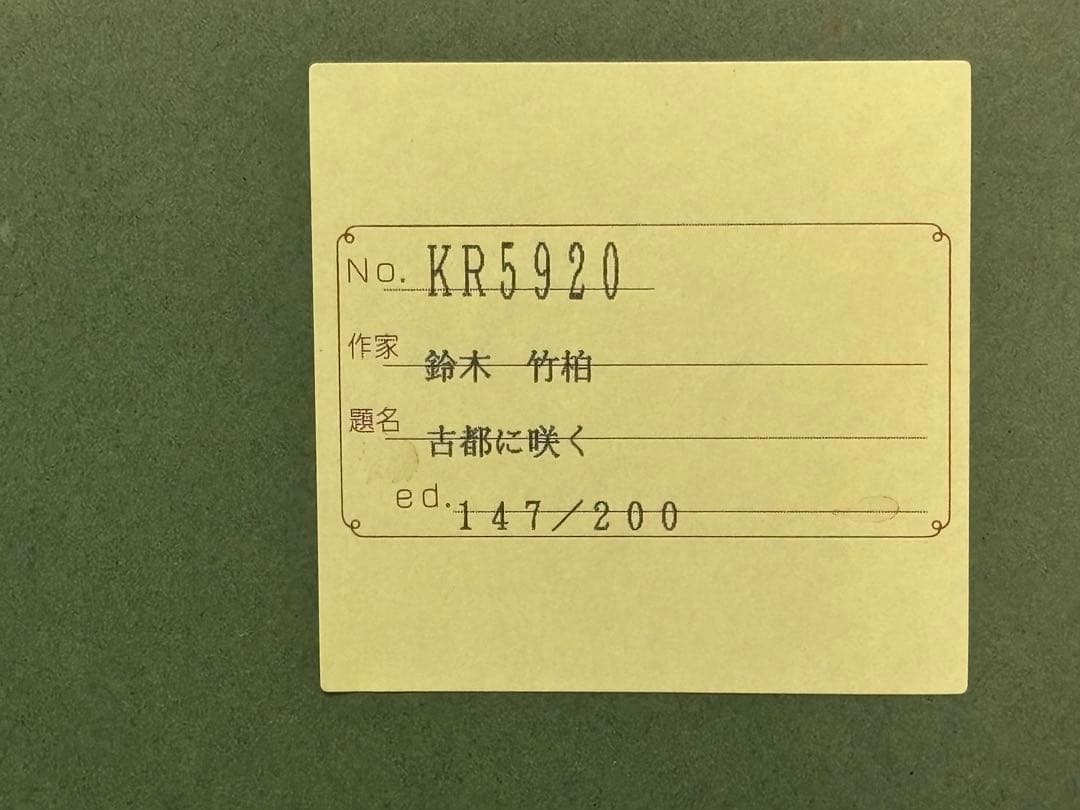 No. KR5920
作家 鈴木 竹柏
題名 古都に咲く
ed. 147/200